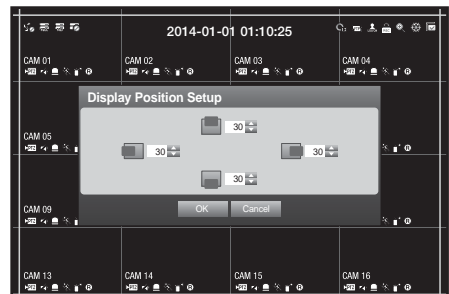 2014-01-01 01:10:25
CAM 01 CAM 02 CAM 03 CAM 04
Display Position Setup
30
CAM 05
30 30
30
CAM 09
OK Cancel
CAM 13 CAM 14 CAM 15 CAM 16